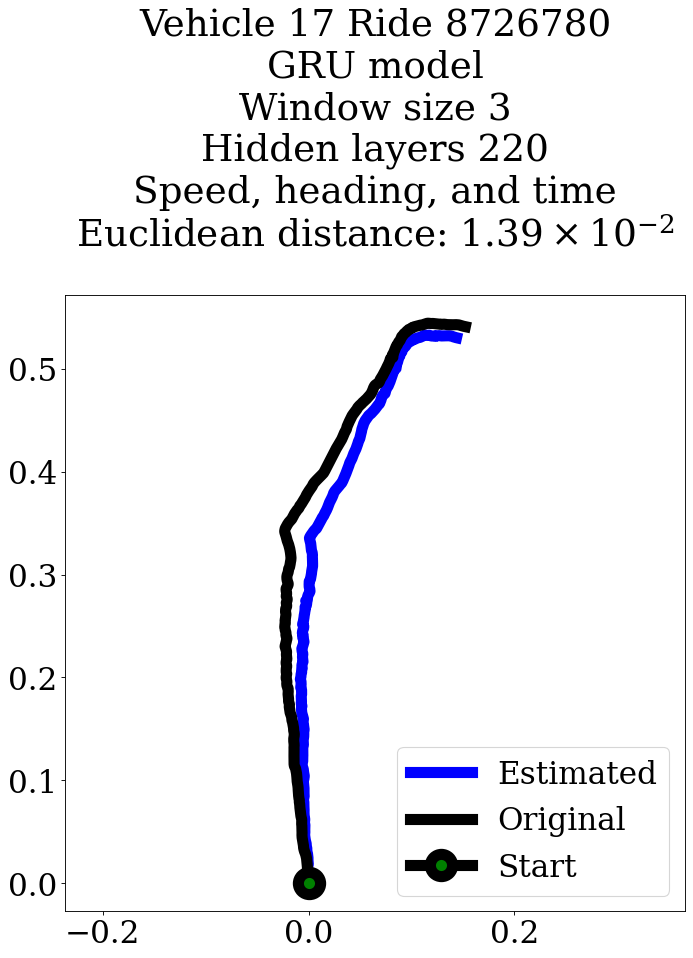 Vehicle 17 Ride 8726780
GRU model
Window size 3
Hidden layers 220
Speed, heading, and time
Euclidean distance: 1.39 × 10⁻²
0.5
0.4
0.3
0.2
0.1
0.0
Estimated
Original
Start
−0.2
0.0
0.2